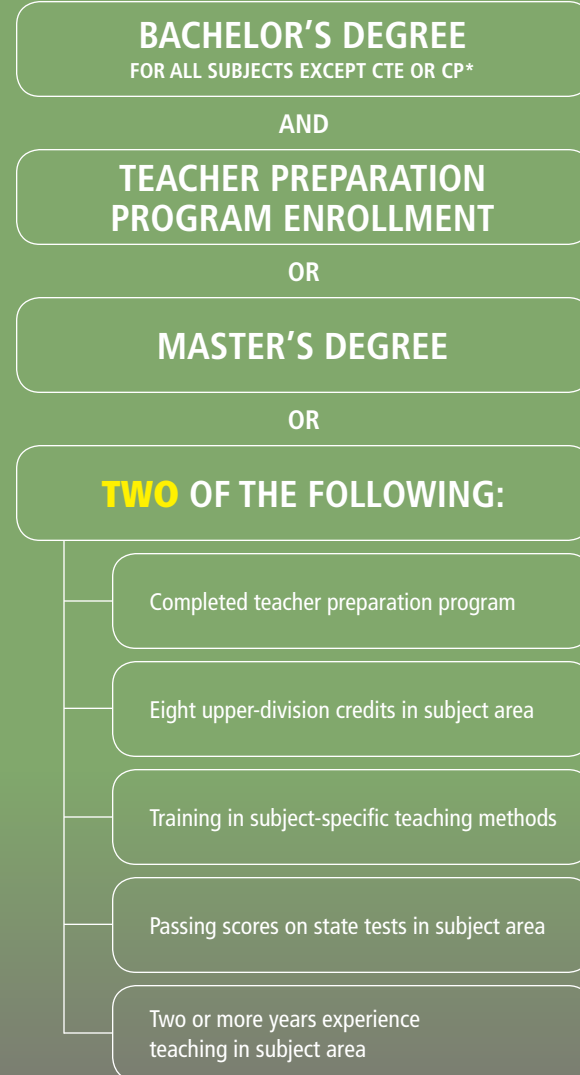 BACHELOR’S DEGREE
FOR ALL SUBJECTS EXCEPT CTE OR CP*
AND
TEACHER PREPARATION
PROGRAM ENROLLMENT
OR
MASTER’S DEGREE
OR
TWO OF THE FOLLOWING:
Completed teacher preparation program
Eight upper-division credits in subject area
Training in subject-specific teaching methods
Passing scores on state tests in subject area
Two or more years experience
teaching in subject area